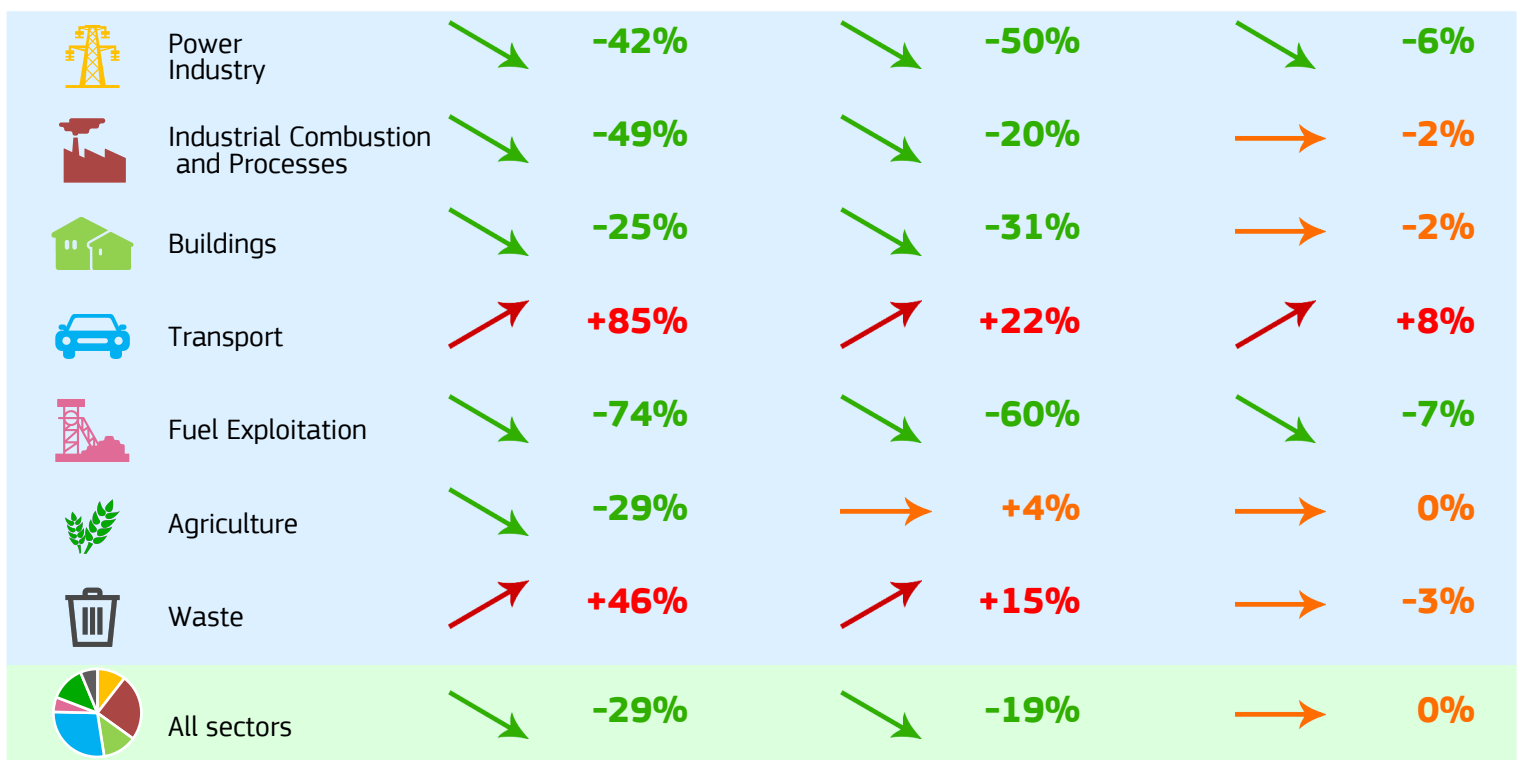 Power
Industry
-42%
-50%
-6%
Industrial Combustion
and Processes
-49%
-20%
-2%
Buildings
-25%
-31%
-2%
Transport
+85%
+22%
+8%
Fuel Exploitation
-74%
-60%
-7%
Agriculture
-29%
+4%
0%
Waste
+46%
+15%
-3%
All sectors
-29%
-19%
0%